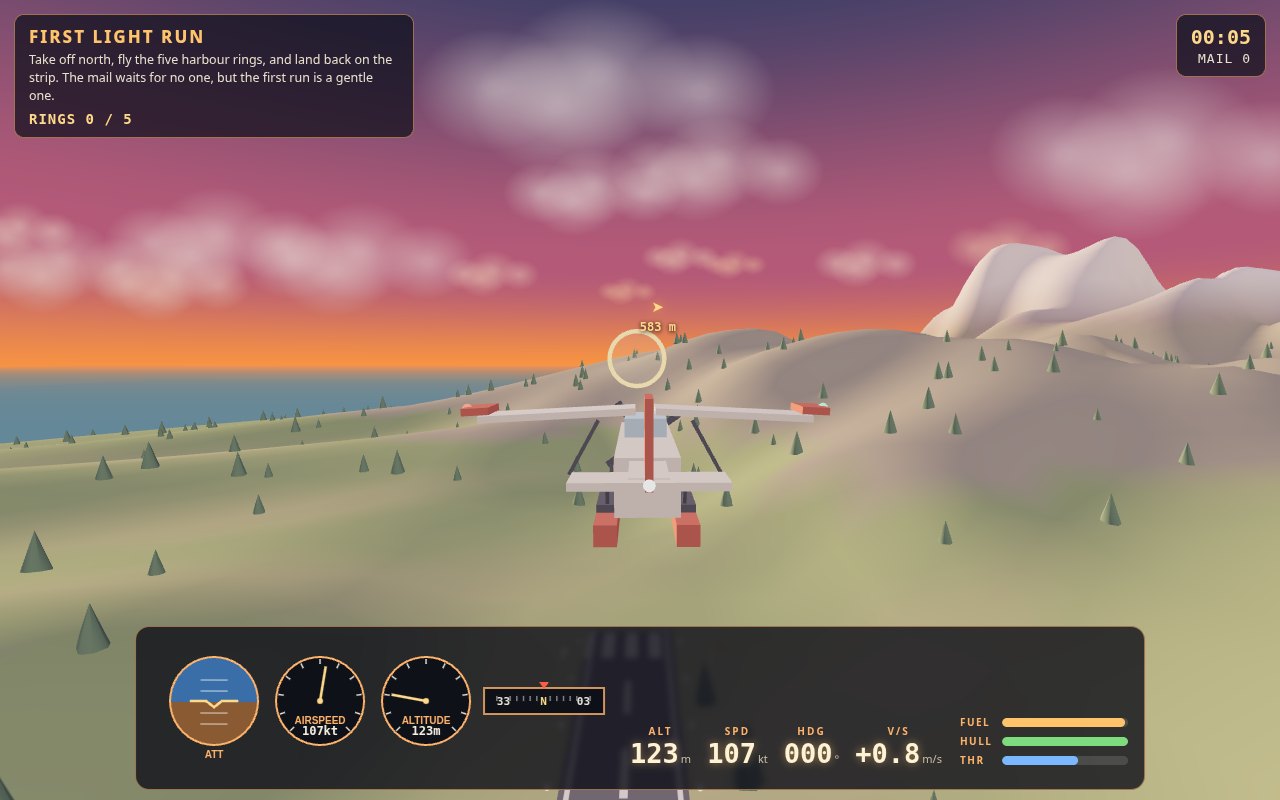 FIRST LIGHT RUN
Take off north, fly the five harbour rings, and land back on the
strip. The mail waits for no one, but the first run is a gentle
one.
RINGS 0 / 5
00:05
MAIL 0
583 m
ATT
AIRSPEED
107kt
ALTITUDE
123m
33 N 03
ALT SPD HDG V/S
123 m 107 kt 000 ° +0.8 m/s
FUEL
HULL
THR